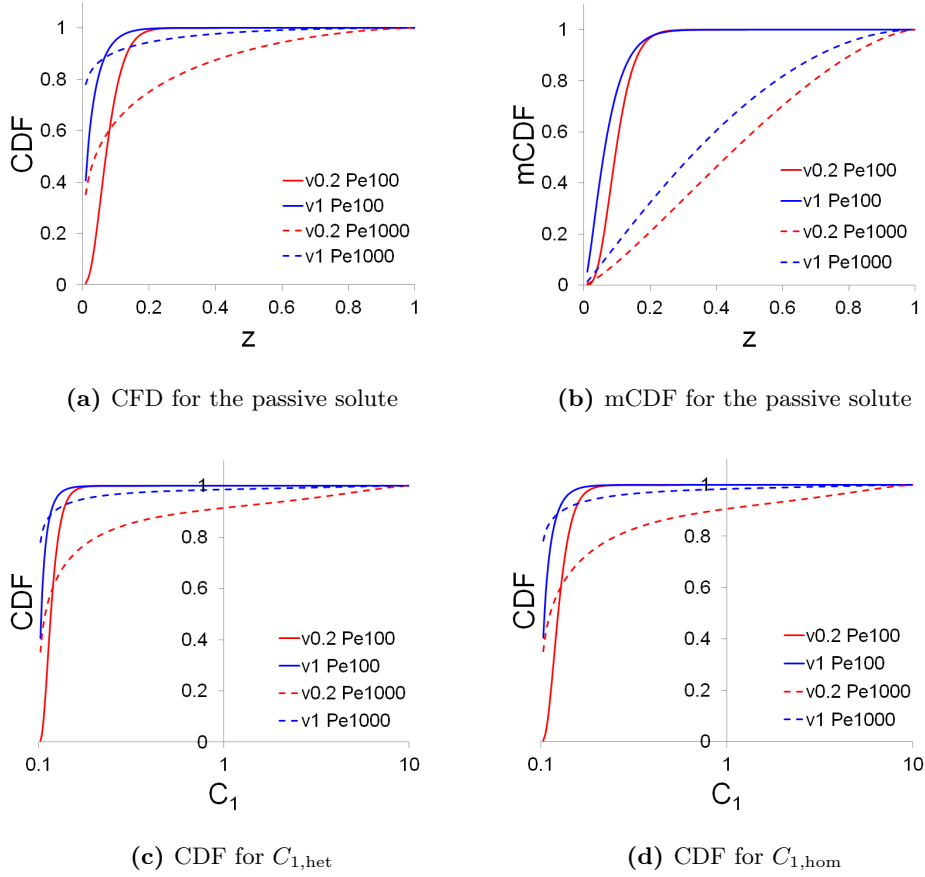 1
0.8
0.6
0.4
0.2
0
CDF
0
0.2
0.4
0.6
0.8
1
z
v0.2 Pe100
v1 Pe100
v0.2 Pe1000
v1 Pe1000
(a) CFD for the passive solute
1
0.8
0.6
0.4
0.2
0
mCDF
0
0.2
0.4
0.6
0.8
1
z
v0.2 Pe100
v1 Pe100
v0.2 Pe1000
v1 Pe1000
(b) mCDF for the passive solute
1
0.8
0.6
0.4
0.2
0
CDF
0.1
1
10
C₁
v0.2 Pe100
v1 Pe100
v0.2 Pe1000
v1 Pe1000
(c) CDF for C1,het
1
0.8
0.6
0.4
0.2
0
CDF
0.1
1
10
C₁
v0.2 Pe100
v1 Pe100
v0.2 Pe1000
v1 Pe1000
(d) CDF for C1,hom